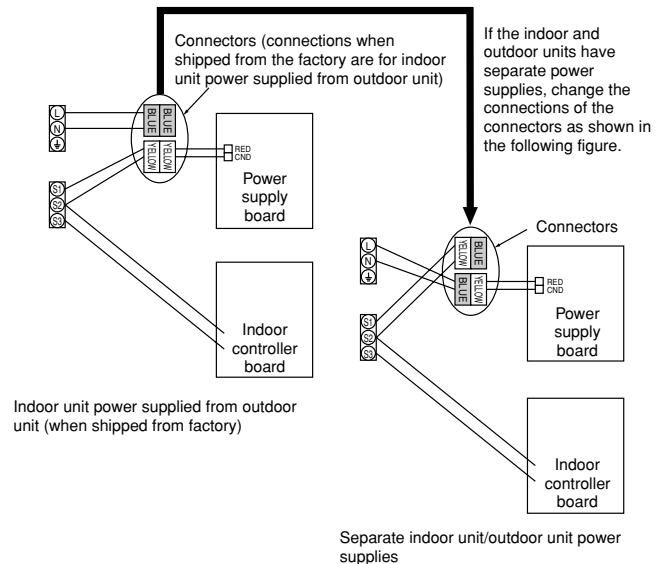 Connectors (connections when
shipped from the factory are for indoor
unit power supplied from outdoor unit)
If the indoor and
outdoor units have
separate power
supplies, change the
connections of the
connectors as shown in
the following figure.
L
N
BLUE
BLUE
YELLOW
YELLOW
RED
CND
Power
supply
board
S1
S2
S3
Indoor
controller
board
Indoor unit power supplied from outdoor
unit (when shipped from factory)
Connectors
L
N
YELLOW
BLUE
BLUE
YELLOW
RED
CND
Power
supply
board
S1
S2
S3
Indoor
controller
board
Separate indoor unit/outdoor unit power
supplies